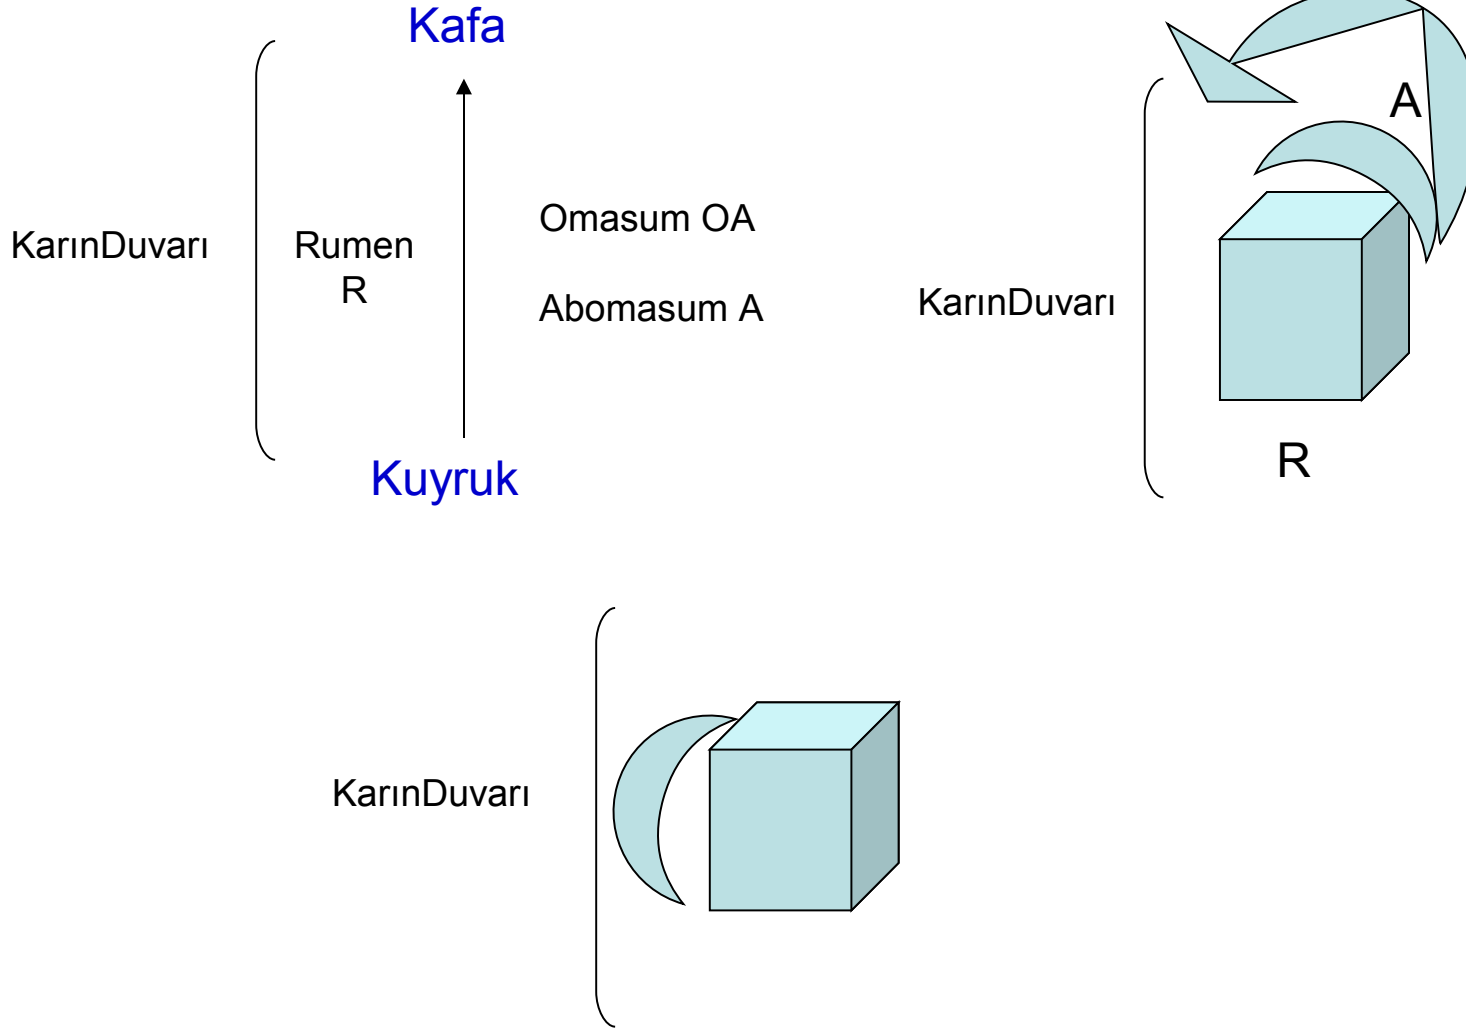 Kafa
KarınDuvarı
Rumen
R
Omasum OA
Abomasum A
Kuyruk
A
KarınDuvarı
R
KarınDuvarı